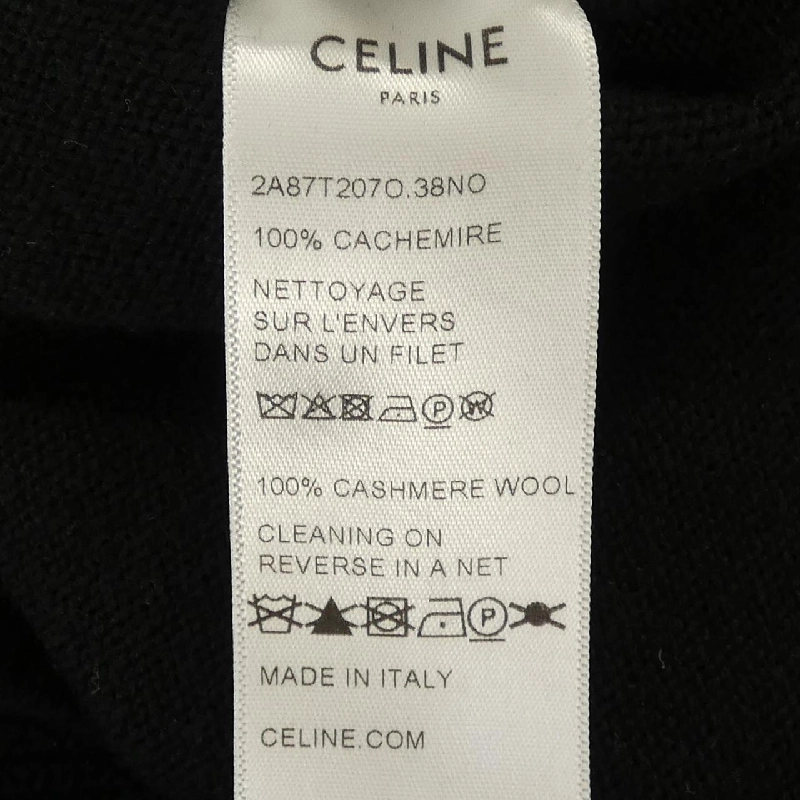 CELINE
PARIS
2A87T207O.38NO
100% CACHEMIRE
NETTOYAGE
SUR L'ENVERS
DANS UN FILET
P W
100% CASHMERE WOOL
CLEANING ON
REVERSE IN A NET
P
MADE IN ITALY
CELINE.COM